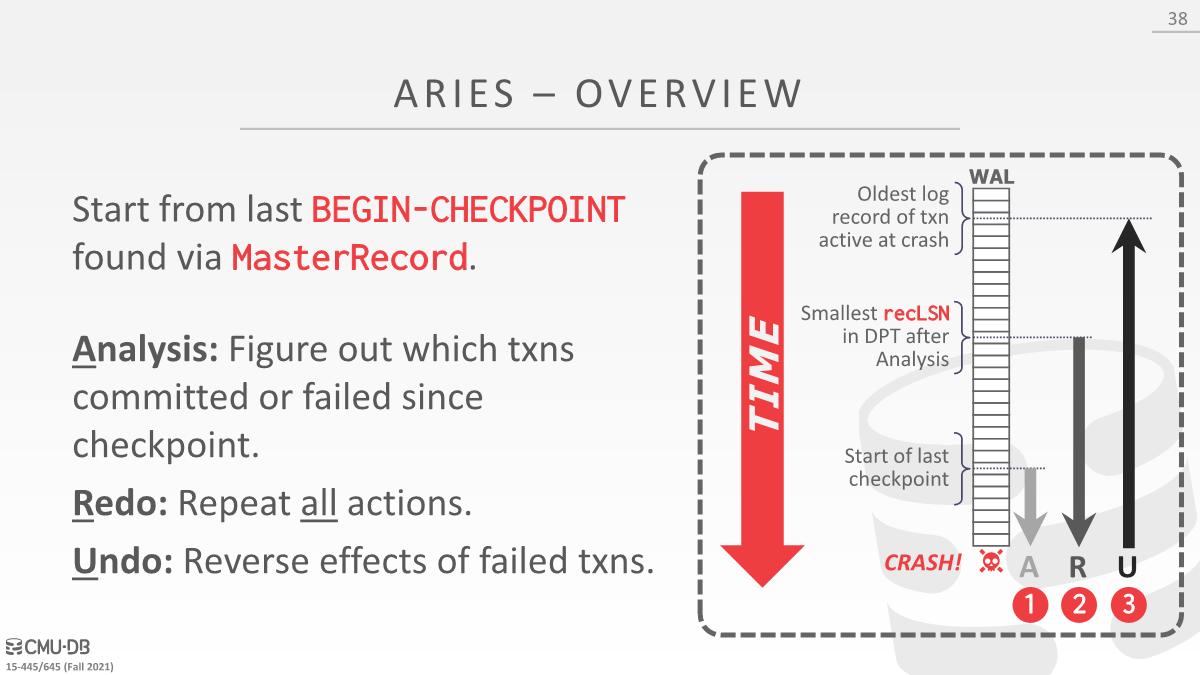 38
ARIES – OVERVIEW
Start from last BEGIN-CHECKPOINT
found via MasterRecord.
Analysis: Figure out which txns
committed or failed since
checkpoint.
Redo: Repeat all actions.
Undo: Reverse effects of failed txns.
TIME
WAL
Oldest log
record of txn
active at crash
Smallest recLSN
in DPT after
Analysis
Start of last
checkpoint
CRASH!
A R U
1 2 3
CMU·DB
15-445/645 (Fall 2021)